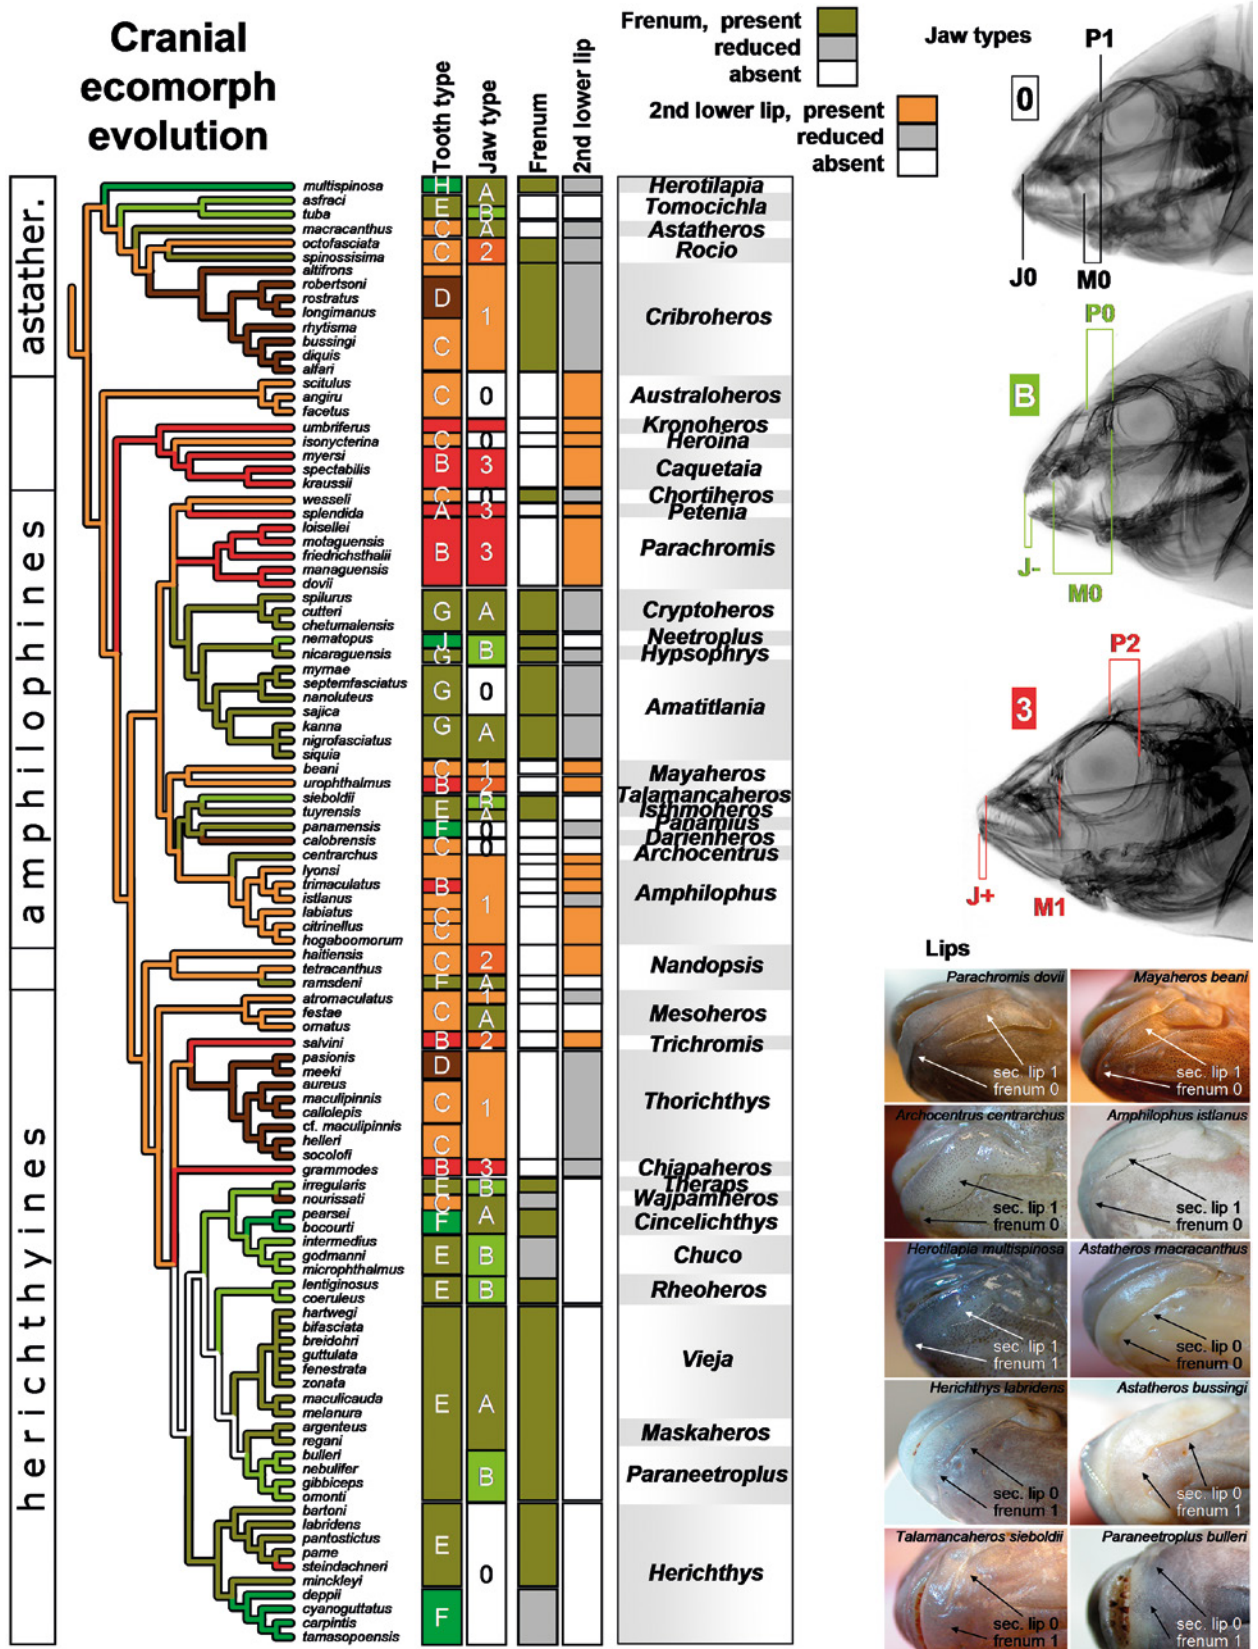 Cranial
ecomorph
evolution
Frenum, present
reduced
absent
2nd lower lip, present
reduced
absent
Tooth type
Jaw type
Frenum
2nd lower lip
Jaw types
P1
0
J0
M0
P0
B
J-
M0
P2
3
J+
M1
astather.
amphilophines
herichthyines
multispinosa
asfraci
tuba
macracanthus
octofasciata
spinossisima
altifrons
robertsoni
rostratus
longimanus
rhytisma
bussingi
diquis
alfari
scitulus
angiru
facetus
umbriferus
isonycterina
myersi
spectabilis
kraussii
wesseli
splendida
loisellei
motaguensis
friedrichsthalii
managuensis
dovii
spilurus
cutteri
chetumalensis
nematopus
nicaraguensis
myrnae
septemfasciatus
nanoluteus
sajica
kanna
nigrofasciatus
siquia
beani
urophthalmus
sieboldii
tuyrensis
panamensis
calobrensis
centrarchus
lyonsi
trimaculatus
istlanus
labiatus
citrinellus
hogaboomorum
haitiensis
tetracanthus
ramsdeni
atromaculatus
festae
ornatus
salvini
pasionis
meeki
aureus
maculipinnis
callolepis
cf. maculipinnis
helleri
socolofi
grammodes
irregularis
nourissati
pearsei
bocourti
intermedius
godmanni
microphthalmus
lentiginosus
coeruleus
hartwegi
bifasciata
breidohri
guttulata
fenestrata
zonata
maculicauda
melanura
argenteus
regani
bulleri
nebulifer
gibbiceps
omonti
bartoni
labridens
pantostictus
pame
steindachneri
minckleyi
deppii
cyanoguttatus
carpintis
tamasopoensis
H
E
C
C
D
C
C
C
B
C
A
B
G
J
G
G
G
C
B
E
F
C
B
C
C
C
F
C
B
D
C
C
B
E
C
F
E
E
E
E
F
A
B
A
2
1
0
0
3
0
3
3
A
B
0
A
1
2
B
A
0
0
1
2
A
1
A
2
1
3
B
A
B
B
A
B
0
Herotilapia
Tomocichla
Astatheros
Rocio
Cribroheros
Australoheros
Kronoheros
Heroina
Caquetaia
Chortiheros
Petenia
Parachromis
Cryptoheros
Neetroplus
Hypsophrys
Amatitlania
Mayaheros
Talamancaheros
Isthmoheros
Panamius
Darienheros
Archocentrus
Amphilophus
Nandopsis
Mesoheros
Trichromis
Thorichthys
Chiapaheros
Theraps
Wajpamheros
Cincelichthys
Chuco
Rheoheros
Vieja
Maskaheros
Paraneetroplus
Herichthys
Lips
Parachromis dovii
sec. lip 1
frenum 0
Mayaheros beani
sec. lip 1
frenum 0
Archocentrus centrarchus
sec. lip 1
frenum 0
Amphilophus istlanus
sec. lip 1
frenum 0
Herotilapia multispinosa
sec. lip 1
frenum 1
Astatheros macracanthus
sec. lip 0
frenum 0
Herichthys labridens
sec. lip 0
frenum 1
Astatheros bussingi
sec. lip 0
frenum 1
Talamancaheros sieboldii
sec. lip 0
frenum 1
Paraneetroplus bulleri
sec. lip 0
frenum 1